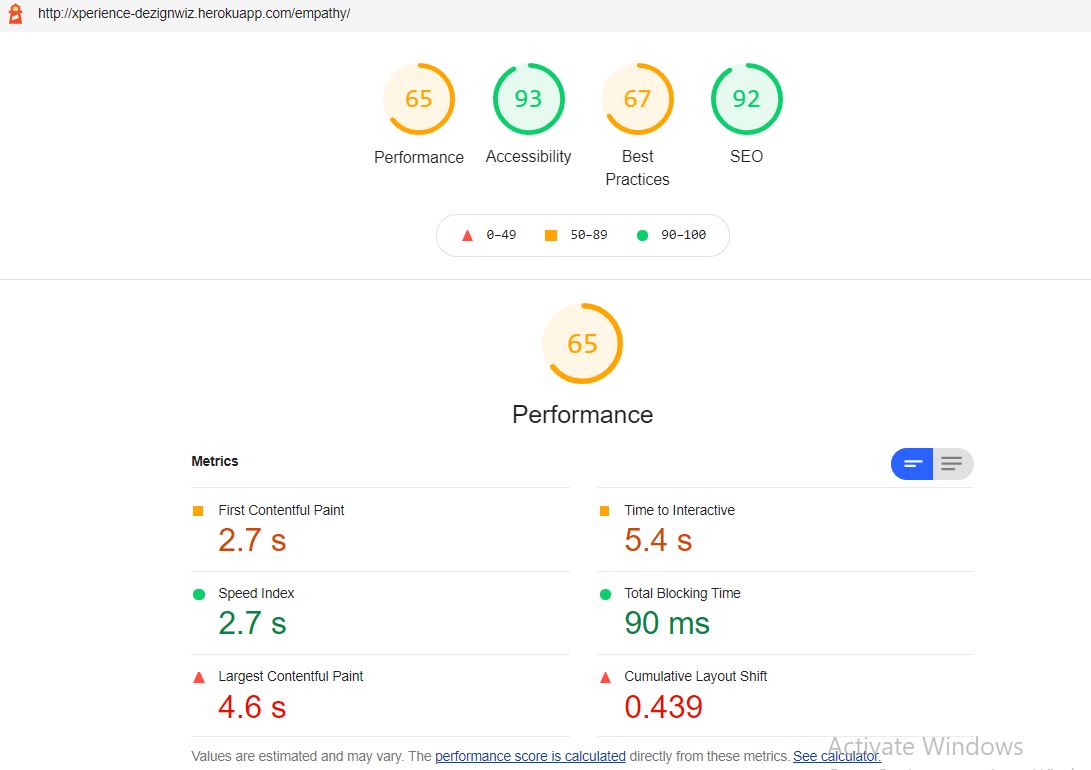 http://xperience-dezignwiz.herokuapp.com/empathy/
65 93 67 92
Performance Accessibility Best Practices SEO
0–49 50–89 90–100
65
Performance
Metrics
First Contentful Paint
2.7 s
Time to Interactive
5.4 s
Speed Index
2.7 s
Total Blocking Time
90 ms
Largest Contentful Paint
4.6 s
Cumulative Layout Shift
0.439
Values are estimated and may vary. The performance score is calculated directly from these metrics. See calculator.
Activate Windows